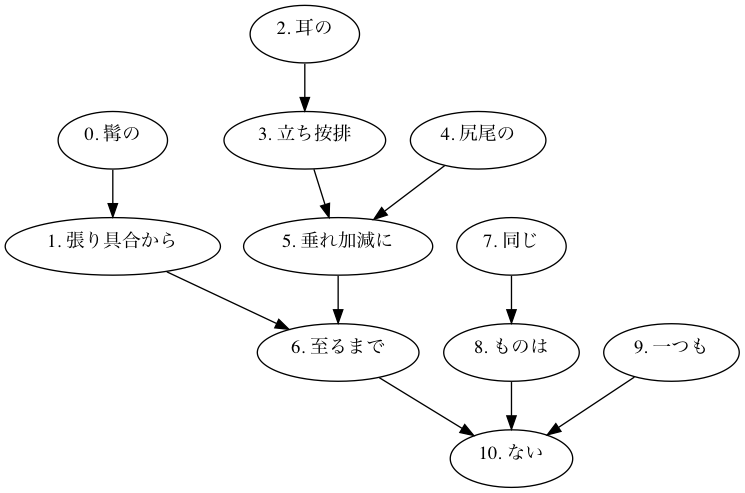 2. 耳の
0. 髯の
3. 立ち按排
4. 尻尾の
1. 張り具合から
5. 垂れ加減に
7. 同じ
6. 至るまで
8. ものは
9. 一つも
10. ない